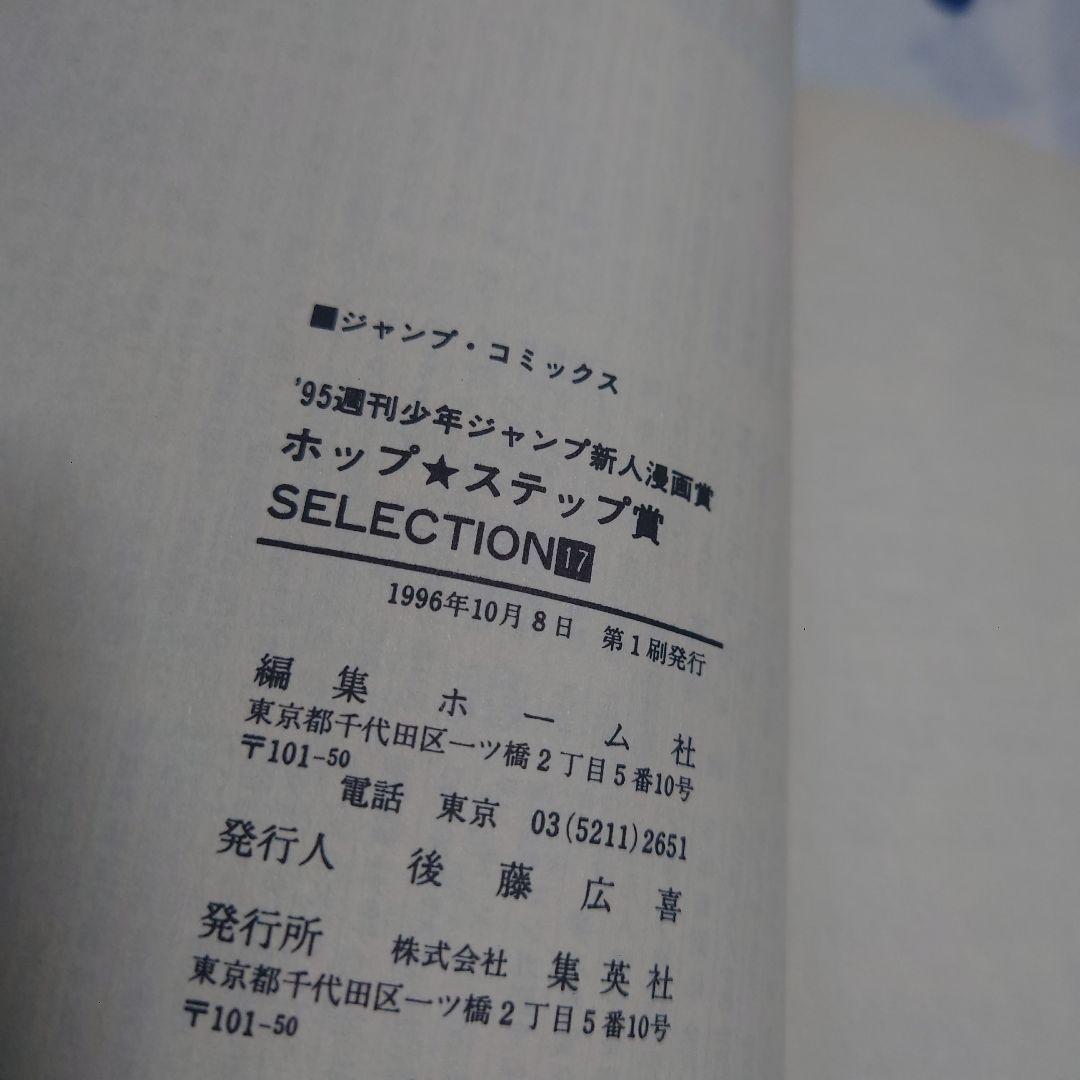 ■ジャンプ・コミックス
'95週刊少年ジャンプ新人漫画賞
ホップ★ステップ賞
SELECTION17
1996年10月8日 第1刷発行
編集 ホーム社
東京都千代田区一ツ橋2丁目5番10号
〒101-50
電話 東京 03(5211)2651
発行人 後藤広喜
発行所 株式会社 集英社
東京都千代田区一ツ橋2丁目5番10号
〒101-50